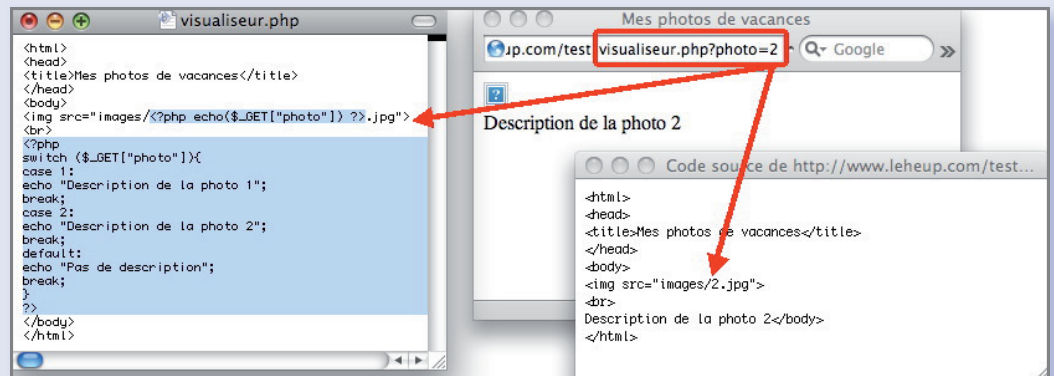 visualiseur.php
<html>
<head>
<title>Mes photos de vacances</title>
</head>
<body>
<img src="images/<?php echo($_GET["photo"]) ?>.jpg">
<br>
<?php
switch ($_GET["photo"]){
case 1:
echo "Description de la photo 1";
break;
case 2:
echo "Description de la photo 2";
break;
default:
echo "Pas de description";
break;
}
?>
</body>
</html>
Mes photos de vacances
up.com/test visualiseur.php?photo=2
Google
»
?
Description de la photo 2
Code source de http://www.leheup.com/test...
<html>
<head>
<title>Mes photos de vacances</title>
</head>
<body>
<img src="images/2.jpg">
<br>
Description de la photo 2</body>
</html>